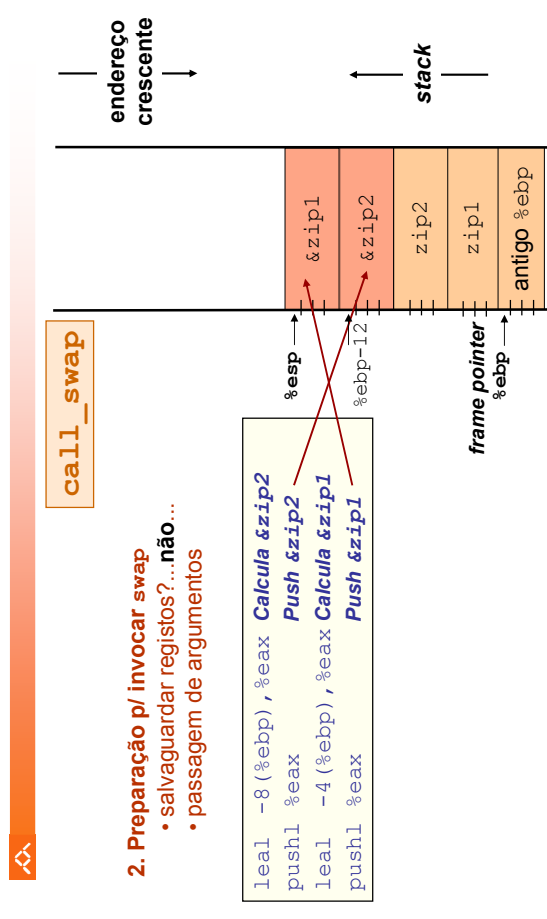 call_swap
2. Preparação p/ invocar swap
• salvaguardar registos?...não...
• passagem de argumentos
leal -8(%ebp),%eax Calcula &zip2
pushl %eax Push &zip2
leal -4(%ebp),%eax Calcula &zip1
pushl %eax Push &zip1
%esp
%ebp-12
frame pointer
%ebp
&zip1
&zip2
zip2
zip1
antigo %ebp
endereço
crescente
stack